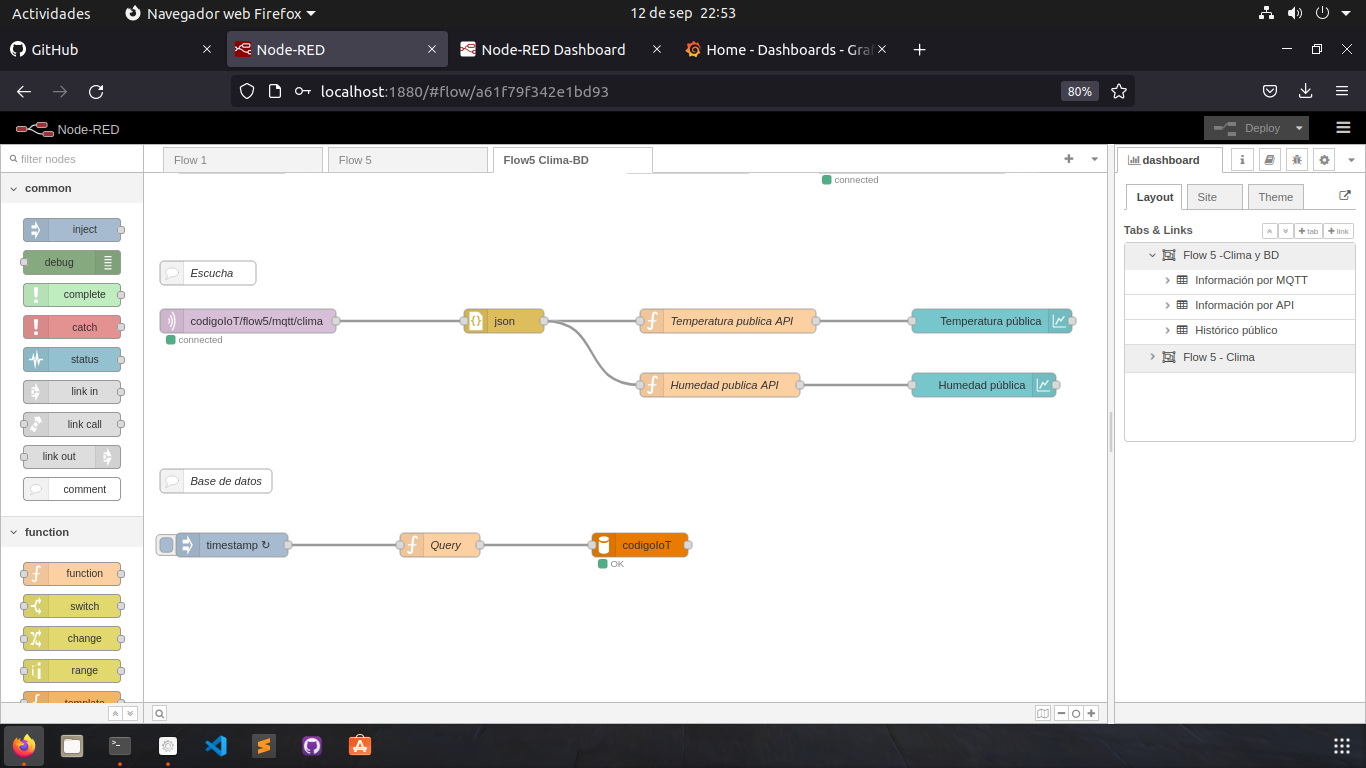 Actividades
Navegador web Firefox
12 de sep 22:53
GitHub
Node-RED
Node-RED Dashboard
Home - Dashboards - Graf
localhost:1880/#flow/a61f79f342e1bd93
80%
Node-RED
Deploy
filter nodes
Flow 1
Flow 5
Flow5 Clima-BD
dashboard
i
common
inject
debug
complete
catch
status
link in
link call
link out
comment
function
function
switch
change
range
template
connected
Escucha
codigoIoT/flow5/mqtt/clima
connected
json
Temperatura publica API
Temperatura pública
Humedad publica API
Humedad pública
Base de datos
timestamp ↻
Query
codigoIoT
OK
Layout
Site
Theme
Tabs & Links
+ tab
+ link
Flow 5 -Clima y BD
Información por MQTT
Información por API
Histórico público
Flow 5 - Clima